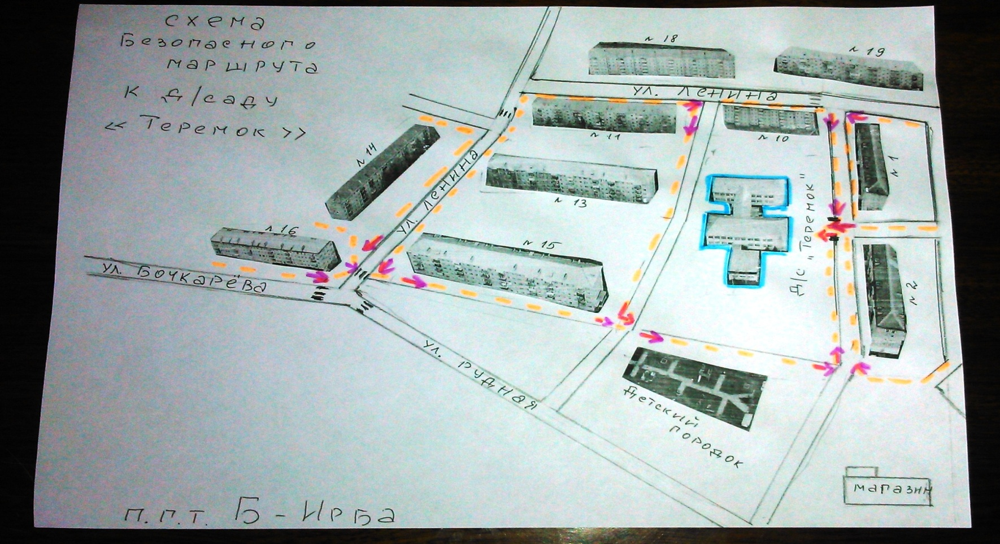 схема
Безопасного
маршрута
к д/саду
<< Теремок >>
№ 18
№ 19
ул. Ленина
№ 11
№ 10
№ 14
№ 1
ул. Ленина
№ 13
Д/с „Теремок"
№ 16
№ 15
ул. Бочкарёва
№ 2
ул. Рудная
Детский
городок
магазин
п.г.т. Б-Ирба